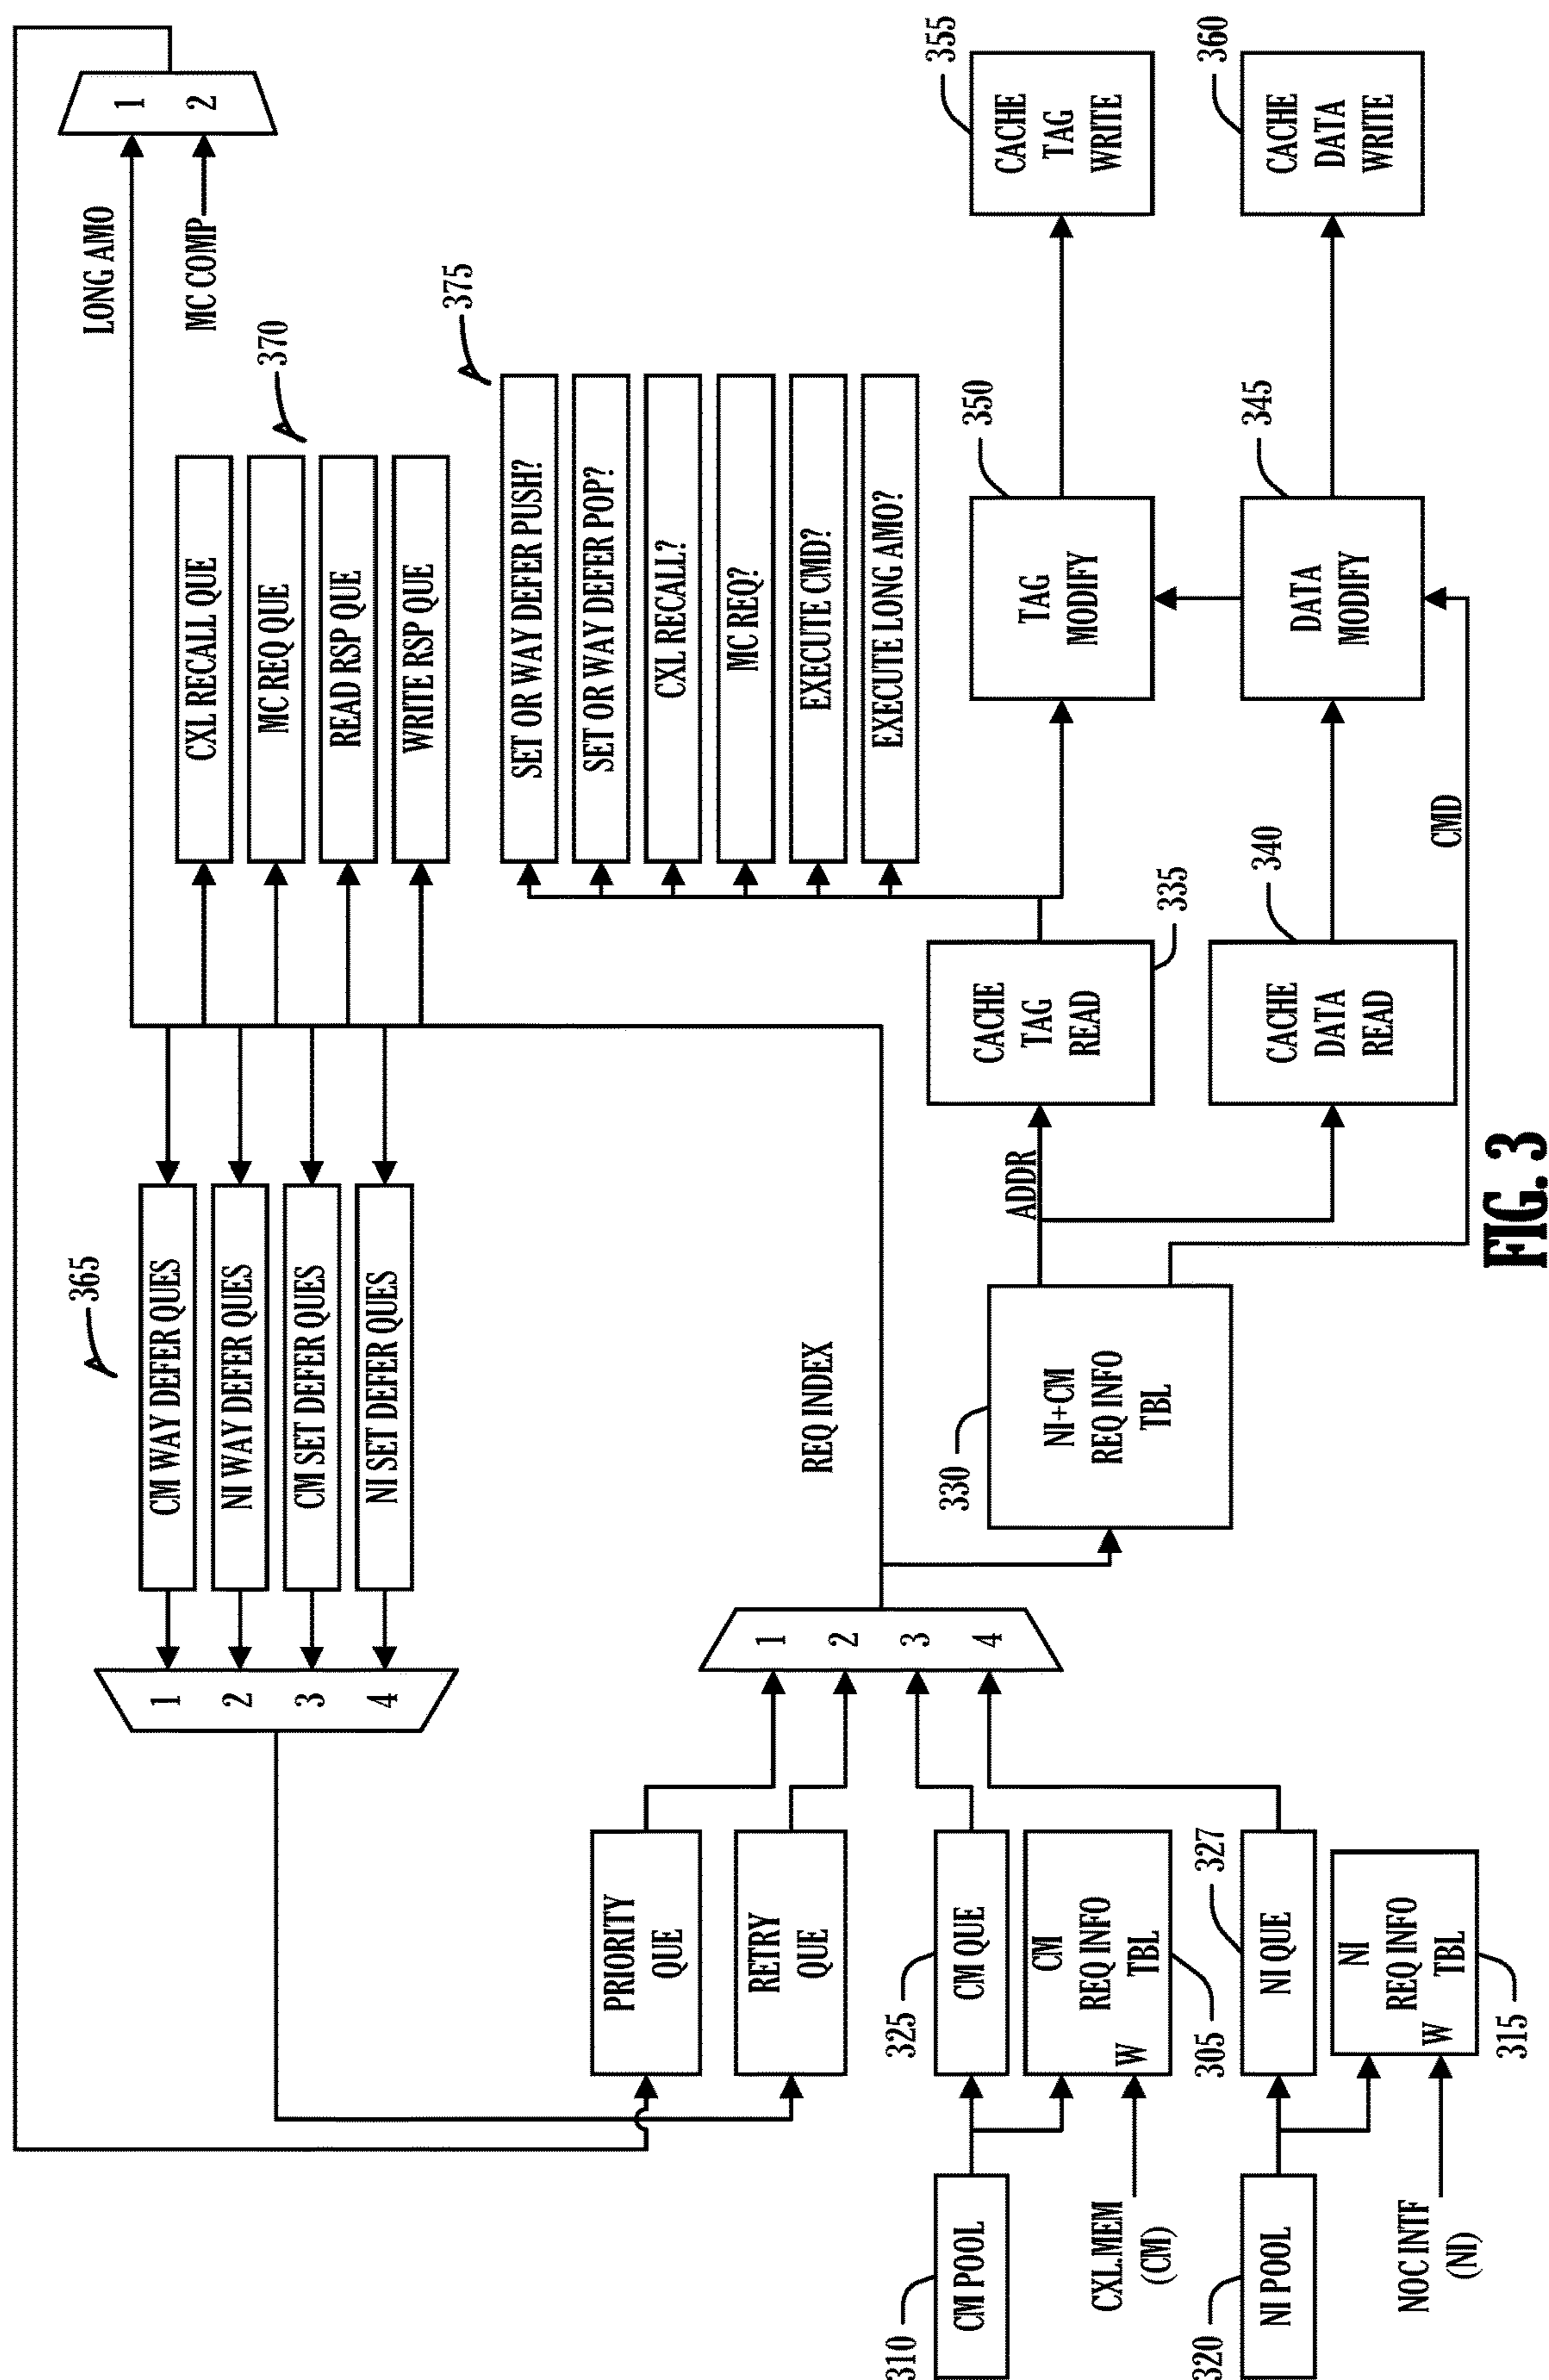 LONG AMO
MC COMP
1
2
365
CM WAY DEFER QUES
NI WAY DEFER QUES
CM SET DEFER QUES
NI SET DEFER QUES
1
2
3
4
370
CXL RECALL QUE
MC REQ QUE
READ RSP QUE
WRITE RSP QUE
375
SET OR WAY DEFER PUSH?
SET OR WAY DEFER POP?
CXL RECALL?
MC REQ?
EXECUTE CMD?
EXECUTE LONG AMO?
PRIORITY
QUE
RETRY
QUE
1
2
3
4
REQ INDEX
310
CM POOL
325
CM QUE
CXL.MEM
(CM)
CM
REQ INFO
TBL
W
305
320
NI POOL
327
NI QUE
NOC INTF
(NI)
NI
REQ INFO
TBL
W
315
330
NI+CM
REQ INFO
TBL
ADDR
CMD
CACHE
TAG
READ
335
CACHE
DATA
READ
340
TAG
MODIFY
350
DATA
MODIFY
345
CACHE
TAG
WRITE
355
CACHE
DATA
WRITE
360
FIG. 3